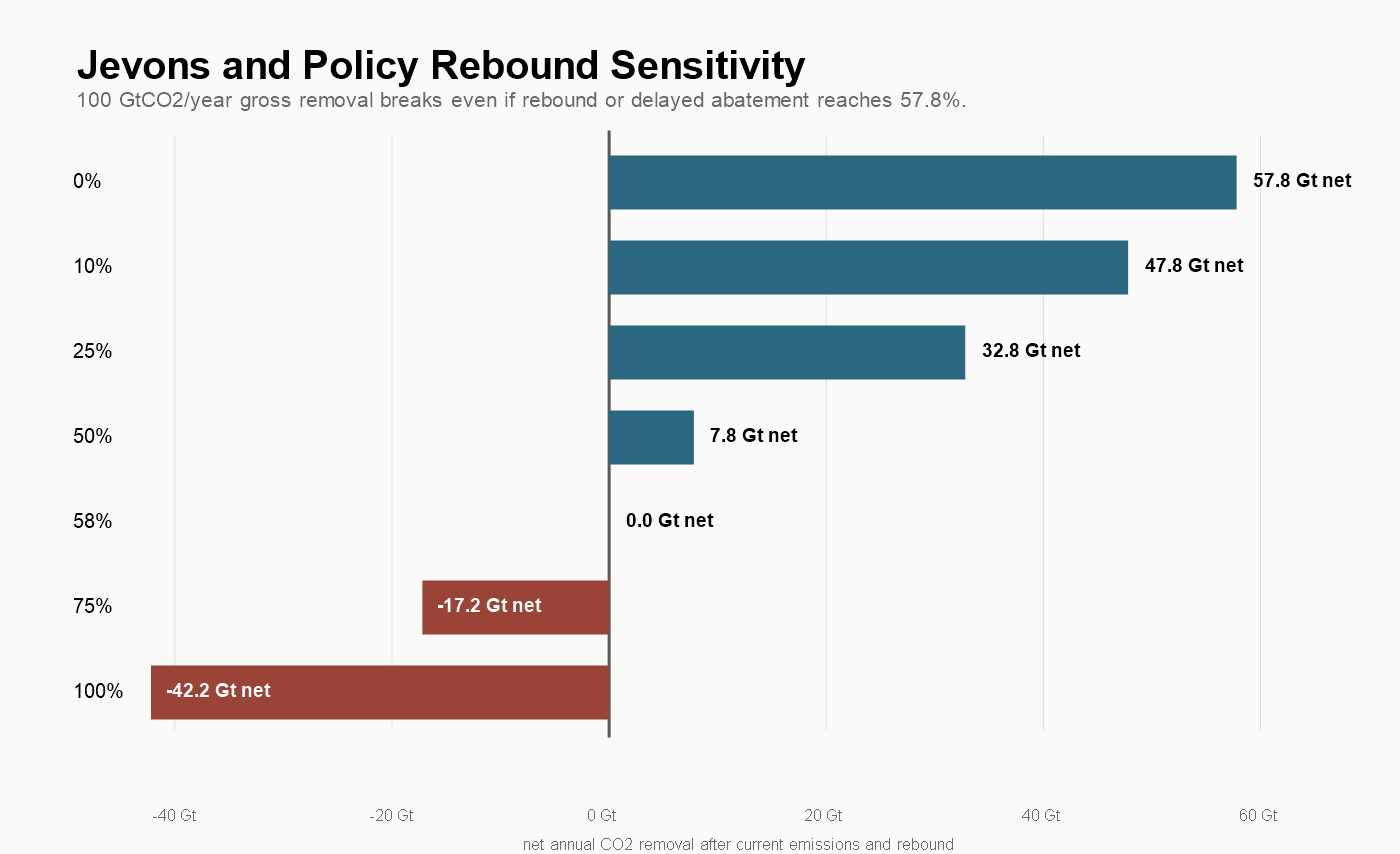 Jevons and Policy Rebound Sensitivity
100 GtCO2/year gross removal breaks even if rebound or delayed abatement reaches 57.8%.
0%
57.8 Gt net
10%
47.8 Gt net
25%
32.8 Gt net
50%
7.8 Gt net
58%
0.0 Gt net
75%
-17.2 Gt net
100%
-42.2 Gt net
-40 Gt
-20 Gt
0 Gt
20 Gt
40 Gt
60 Gt
net annual CO2 removal after current emissions and rebound